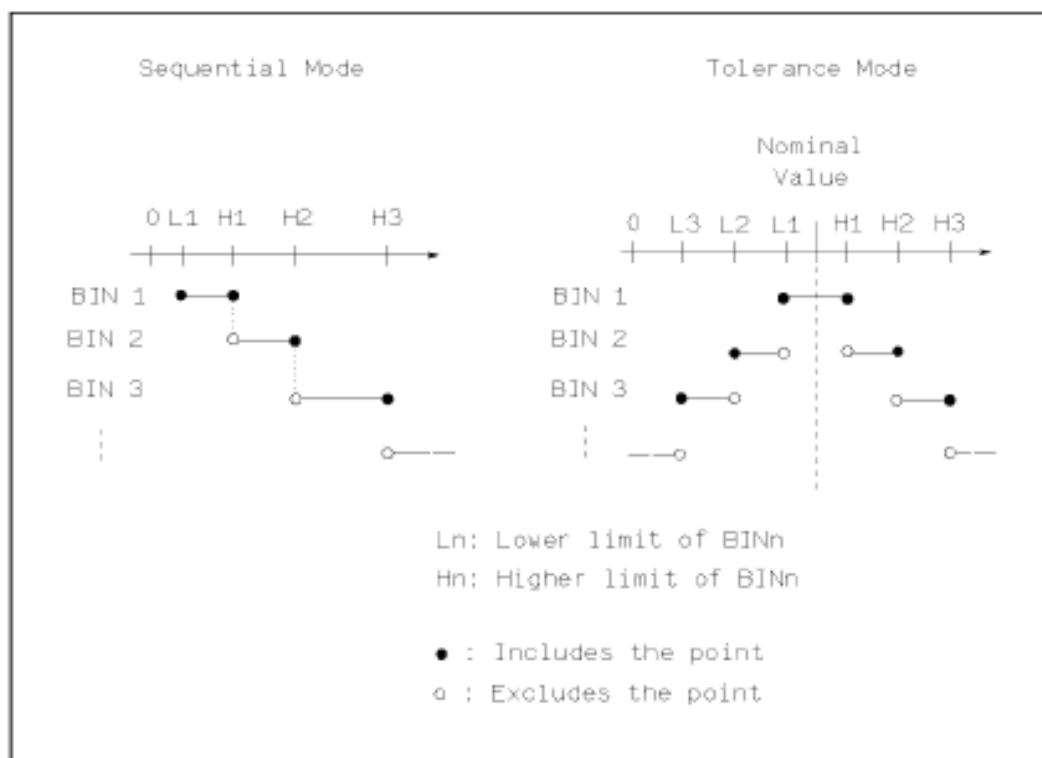 Sequential Mode
Tolerance Mode
Nominal
Value
0 L1 H1 H2 H3
0 L3 L2 L1 H1 H2 H3
BIN 1
BIN 2
BIN 3
BIN 1
BIN 2
BIN 3
Ln: Lower limit of BINn
Hn: Higher limit of BINn
● : Includes the point
○ : Excludes the point